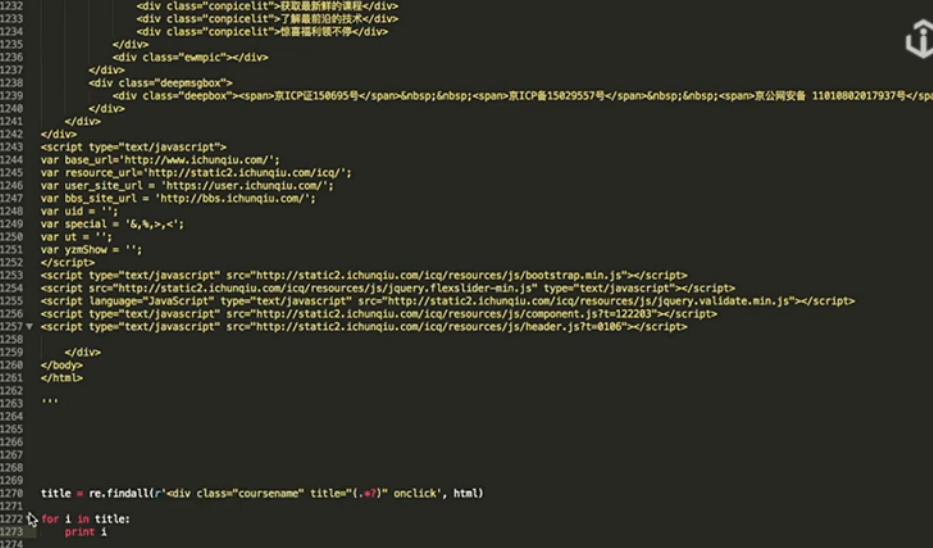 1232 <div class="conpicelit">获取最新鲜的课程</div>
1233 <div class="conpicelit">了解最前沿的技术</div>
1234 <div class="conpicelit">惊喜福利领不停</div>
1235 </div>
1236 <div class="ewmpic"></div>
1237 </div>
1238 <div class="deepmsgbox">
1239 <div class="deepbox"><span>京ICP证150695号</span>&nbsp;&nbsp;<span>京ICP备15029557号</span>&nbsp;&nbsp;<span>京公网安备 11010802017937号</spa
1240 </div>
1241 </div>
1242 </div>
1243 <script type="text/javascript">
1244 var base_url='http://www.ichunqiu.com/';
1245 var resource_url='http://static2.ichunqiu.com/icq/';
1246 var user_site_url = 'https://user.ichunqiu.com/';
1247 var bbs_site_url = 'http://bbs.ichunqiu.com/';
1248 var uid = '';
1249 var special = '&,%,>,<';
1250 var ut = '';
1251 var yzmShow = '';
1252 </script>
1253 <script type="text/javascript" src="http://static2.ichunqiu.com/icq/resources/js/bootstrap.min.js"></script>
1254 <script src="http://static2.ichunqiu.com/icq/resources/js/jquery.flexslider-min.js" type="text/javascript"></script>
1255 <script language="JavaScript" type="text/javascript" src="http://static2.ichunqiu.com/icq/resources/js/jquery.validate.min.js"></script>
1256 <script type="text/javascript" src="http://static2.ichunqiu.com/icq/resources/js/component.js?t=122203"></script>
1257 <script type="text/javascript" src="http://static2.ichunqiu.com/icq/resources/js/header.js?t=0106"></script>
1258
1259 </div>
1260 </body>
1261 </html>
1262
1263 '''
1264
1265
1266
1267
1268
1269
1270 title = re.findall(r'<div class="coursename" title="(.*?)" onclick', html)
1271
1272 for i in title:
1273 print i
1274